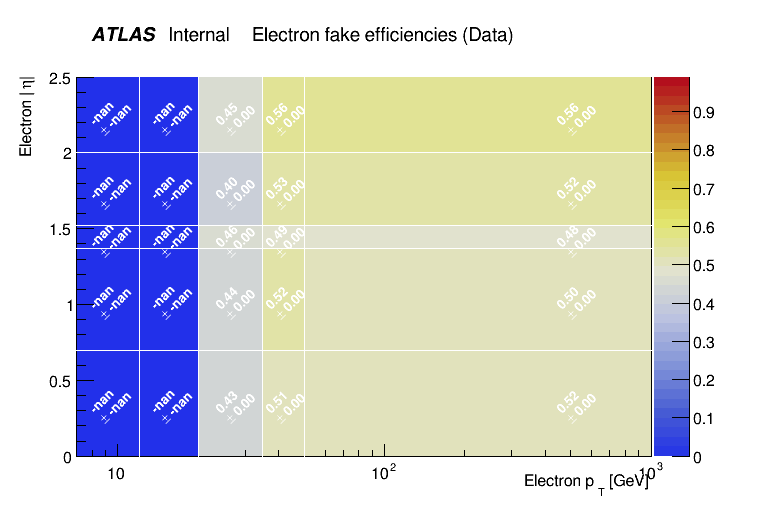 ATLAS Internal Electron fake efficiencies (Data)
Electron |η|
2.5
2
1.5
1
0.5
0
-nan ± -nan
-nan ± -nan
0.45 ± 0.00
0.56 ± 0.00
0.56 ± 0.00
-nan ± -nan
-nan ± -nan
0.40 ± 0.00
0.53 ± 0.00
0.52 ± 0.00
-nan ± -nan
-nan ± -nan
0.46 ± 0.00
0.49 ± 0.00
0.48 ± 0.00
-nan ± -nan
-nan ± -nan
0.44 ± 0.00
0.52 ± 0.00
0.50 ± 0.00
-nan ± -nan
-nan ± -nan
0.43 ± 0.00
0.51 ± 0.00
0.52 ± 0.00
0.9
0.8
0.7
0.6
0.5
0.4
0.3
0.2
0.1
0
10
10²
10³
Electron p_T [GeV]